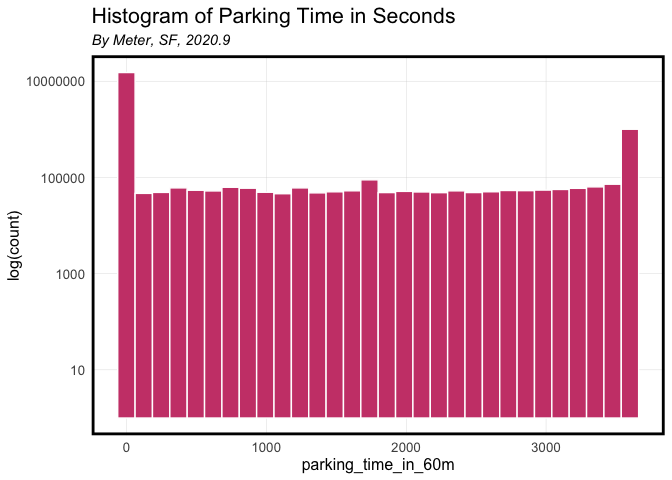 Histogram of Parking Time in Seconds
By Meter, SF, 2020.9
10000000
100000
1000
10
log(count)
0 1000 2000 3000
parking_time_in_60m